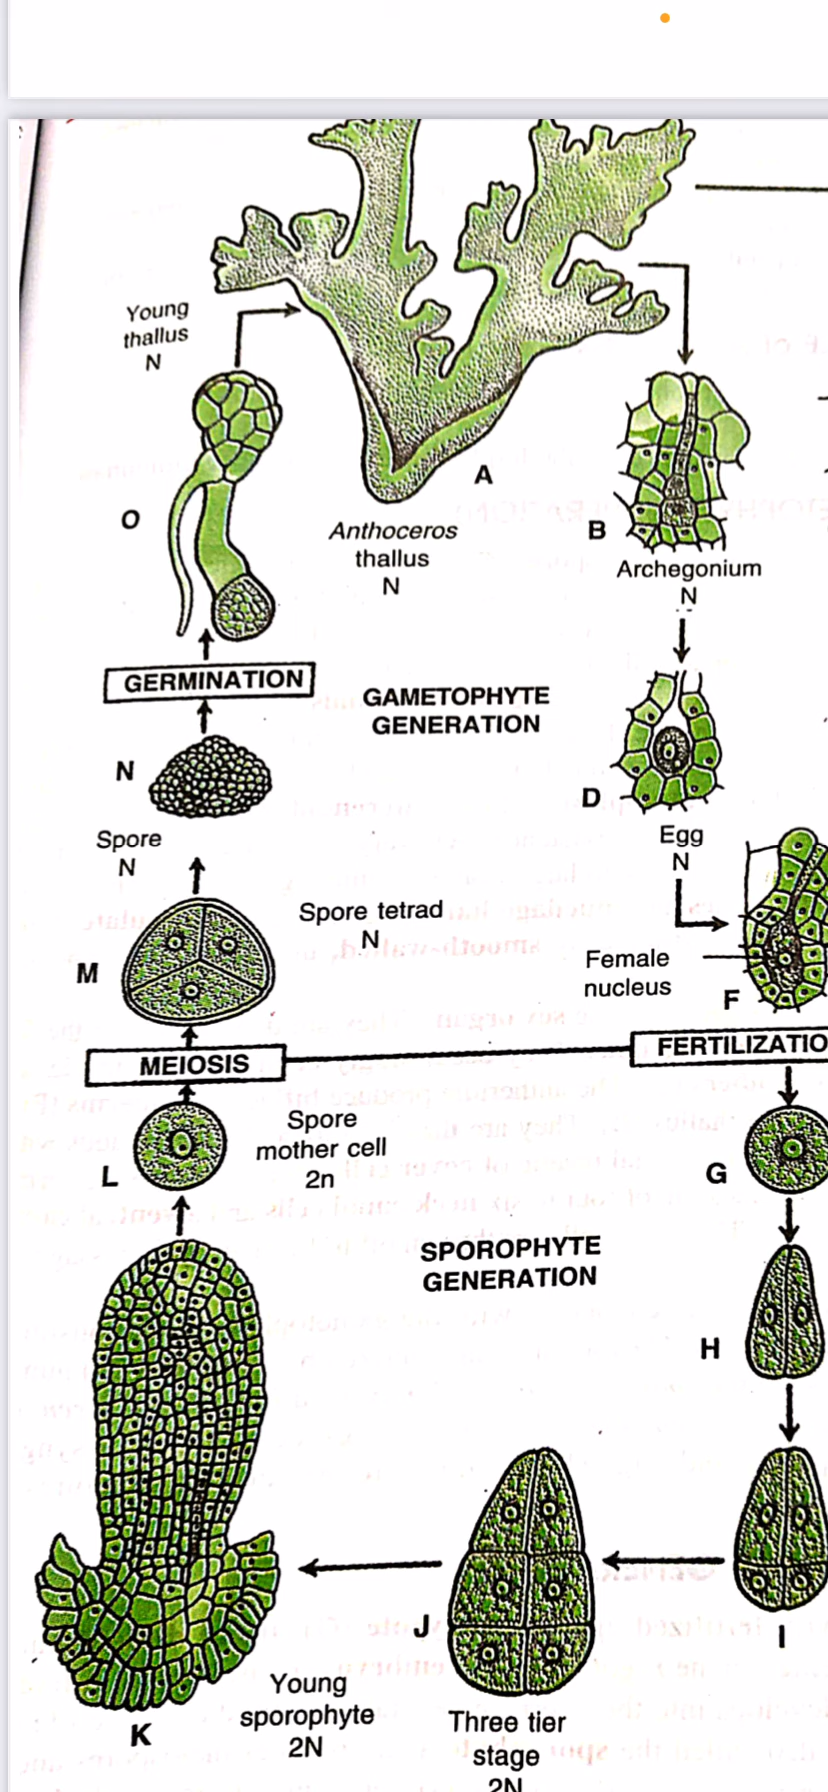 Young
thallus
N
A
O
Anthoceros
thallus
N
B
Archegonium
N
GERMINATION
GAMETOPHYTE
GENERATION
N
D
Egg
N
Spore
N
Spore tetrad
N
M
Female
nucleus
F
MEIOSIS
FERTILIZATIO
Spore
mother cell
2n
L
G
SPOROPHYTE
GENERATION
H
J
I
Young
sporophyte
2N
K
Three tier
stage
2N